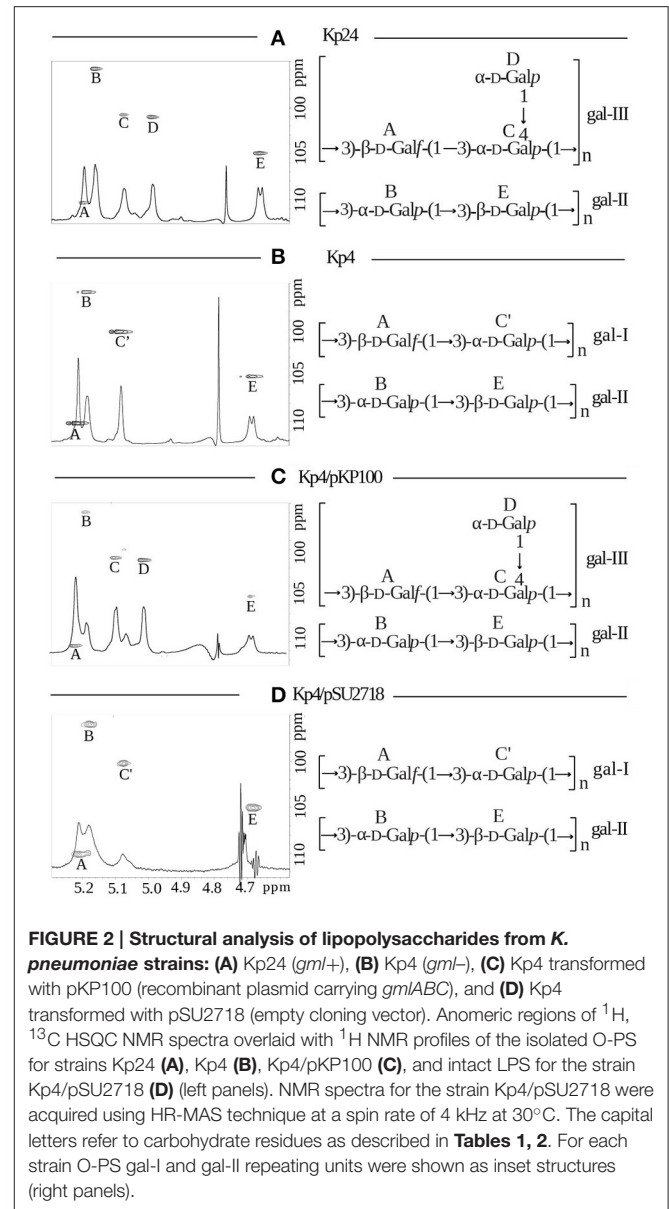 A Kp24
B
C
D
E
A
ppm
100
105
110
D
α-D-Galp
1
↓
A C 4 gal-III
→3)-β-D-Galf-(1—3)-α-D-Galp-(1→
n
B E
→3)-α-D-Galp-(1→3)-β-D-Galp-(1→ gal-II
n
B Kp4
B
C'
E
A
ppm
100
105
110
A C'
→3)-β-D-Galf-(1→3)-α-D-Galp-(1→ gal-I
n
B E
→3)-α-D-Galp-(1→3)-β-D-Galp-(1→ gal-II
n
C Kp4/pKP100
B
C
D
E
A
ppm
100
105
110
D
α-D-Galp
1
↓
A C 4 gal-III
→3)-β-D-Galf-(1→3)-α-D-Galp-(1→
n
B E
→3)-α-D-Galp-(1→3)-β-D-Galp-(1→ gal-II
n
D Kp4/pSU2718
B
C'
E
A
ppm
100
105
110
5.2 5.1 5.0 4.9 4.8 4.7 ppm
A C'
→3)-β-D-Galf-(1→3)-α-D-Galp-(1→ gal-I
n
B E
→3)-α-D-Galp-(1→3)-β-D-Galp-(1→ gal-II
n
FIGURE 2 | Structural analysis of lipopolysaccharides from K.
pneumoniae strains: (A) Kp24 (gml+), (B) Kp4 (gml–), (C) Kp4 transformed
with pKP100 (recombinant plasmid carrying gmlABC), and (D) Kp4
transformed with pSU2718 (empty cloning vector). Anomeric regions of ¹H,
¹³C HSQC NMR spectra overlaid with ¹H NMR profiles of the isolated O-PS
for strains Kp24 (A), Kp4 (B), Kp4/pKP100 (C), and intact LPS for the strain
Kp4/pSU2718 (D) (left panels). NMR spectra for the strain Kp4/pSU2718 were
acquired using HR-MAS technique at a spin rate of 4 kHz at 30°C. The capital
letters refer to carbohydrate residues as described in Tables 1, 2. For each
strain O-PS gal-I and gal-II repeating units were shown as inset structures
(right panels).